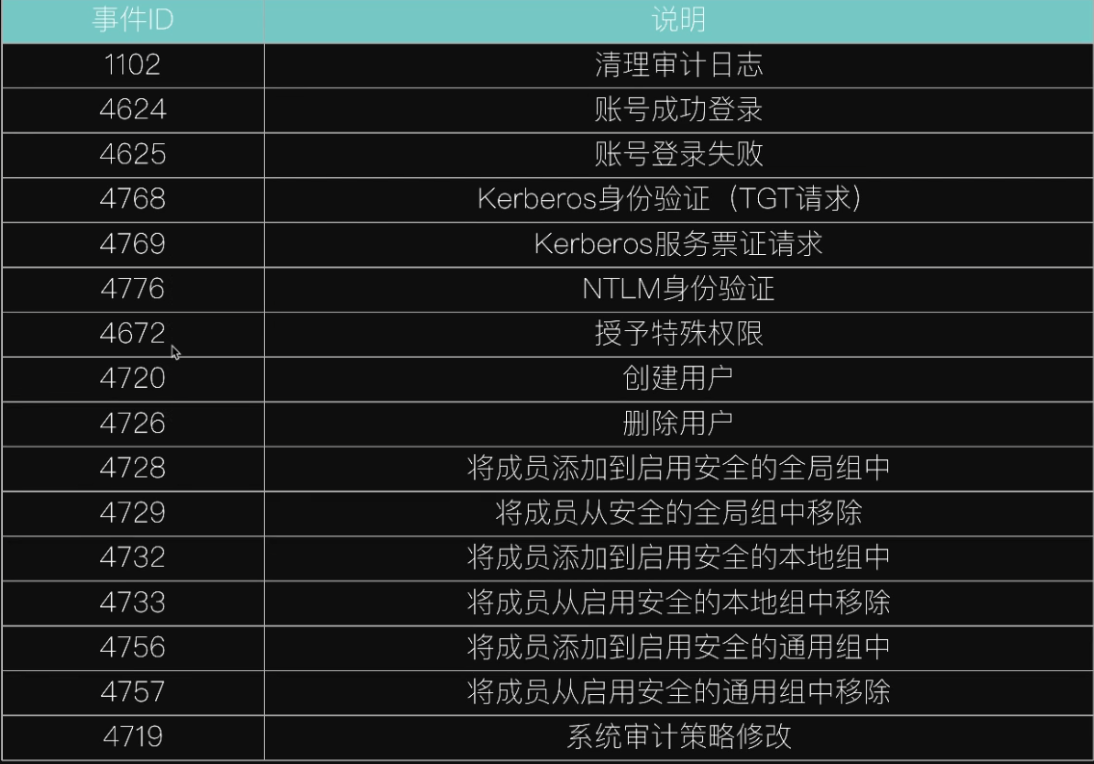 事件ID 说明
1102 清理审计日志
4624 账号成功登录
4625 账号登录失败
4768 Kerberos身份验证（TGT请求）
4769 Kerberos服务票证请求
4776 NTLM身份验证
4672 授予特殊权限
4720 创建用户
4726 删除用户
4728 将成员添加到启用安全的全局组中
4729 将成员从安全的全局组中移除
4732 将成员添加到启用安全的本地组中
4733 将成员从启用安全的本地组中移除
4756 将成员添加到启用安全的通用组中
4757 将成员从启用安全的通用组中移除
4719 系统审计策略修改